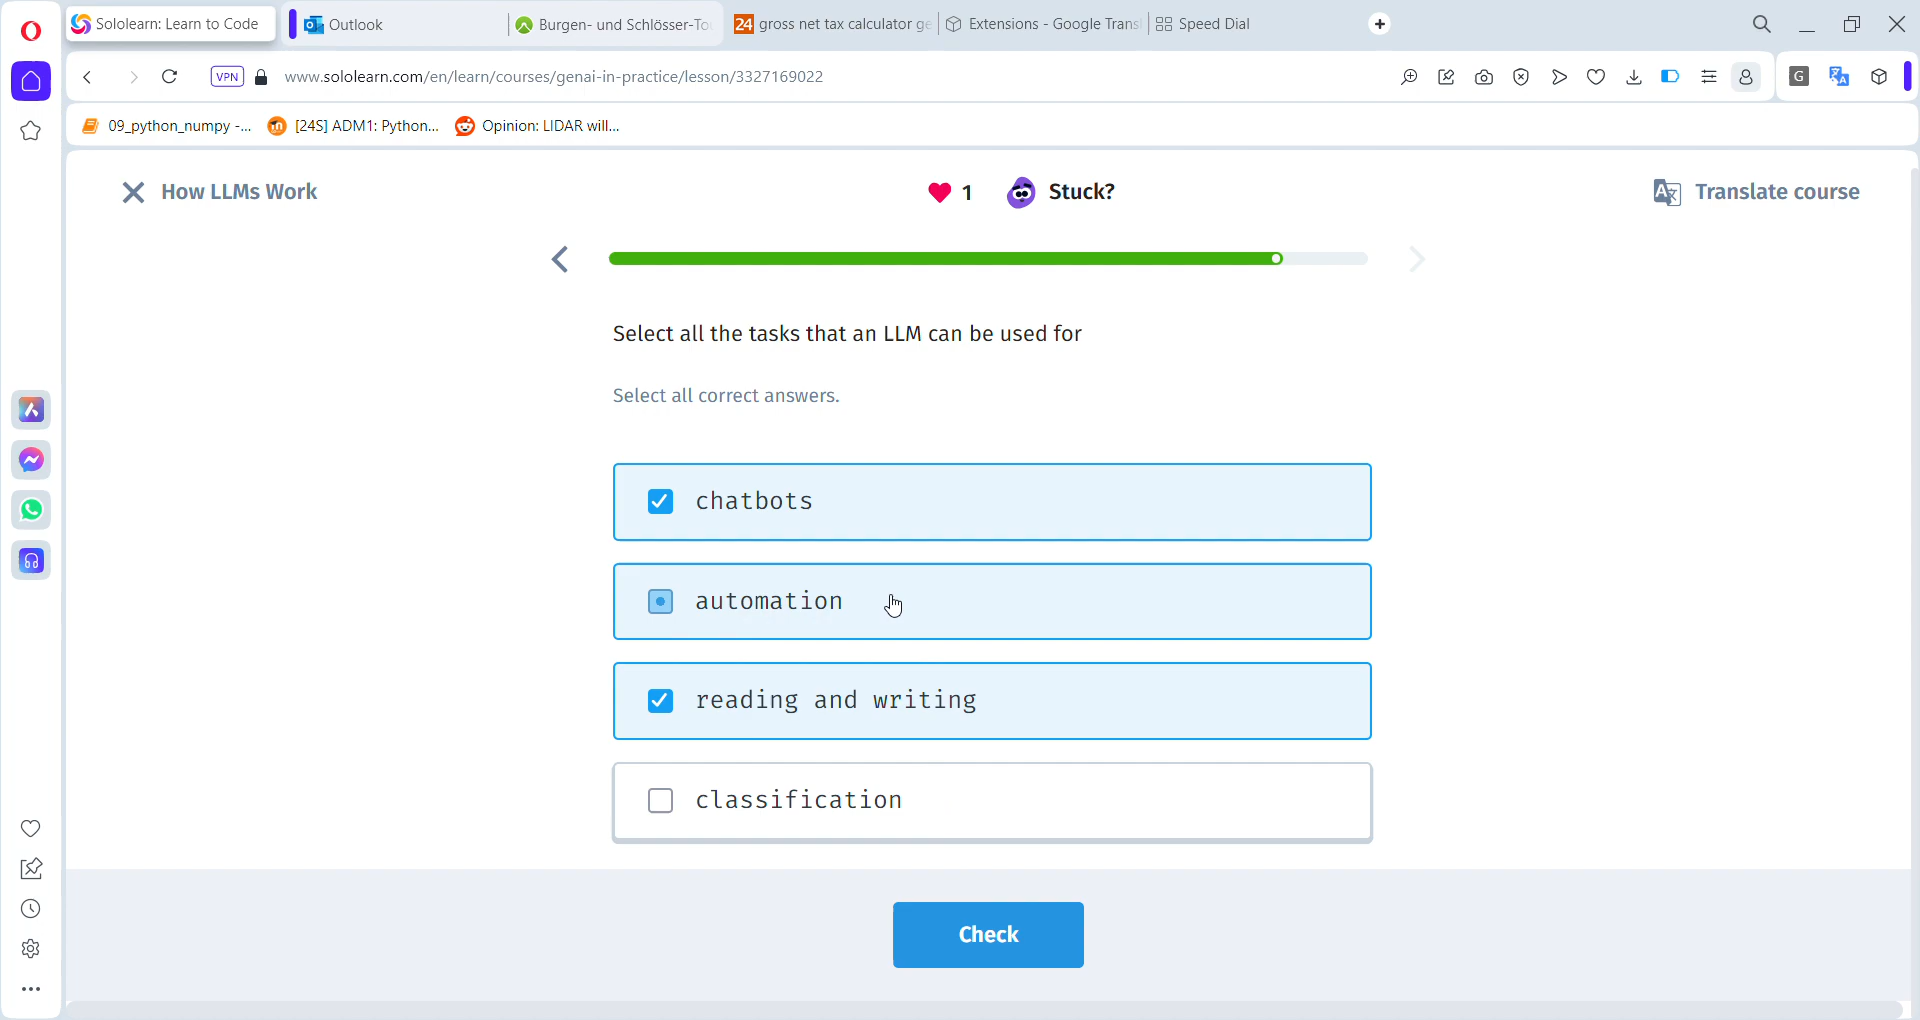 Sololearn: Learn to Code
Outlook
Burgen- und Schlösser-To
24 gross net tax calculator ge
Extensions - Google Trans
Speed Dial
VPN
www.sololearn.com/en/learn/courses/genai-in-practice/lesson/3327169022
G
09_python_numpy -...
[24S] ADM1: Python...
Opinion: LIDAR will...
How LLMs Work
1
Stuck?
Translate course
Select all the tasks that an LLM can be used for
Select all correct answers.
chatbots
automation
reading and writing
classification
Check